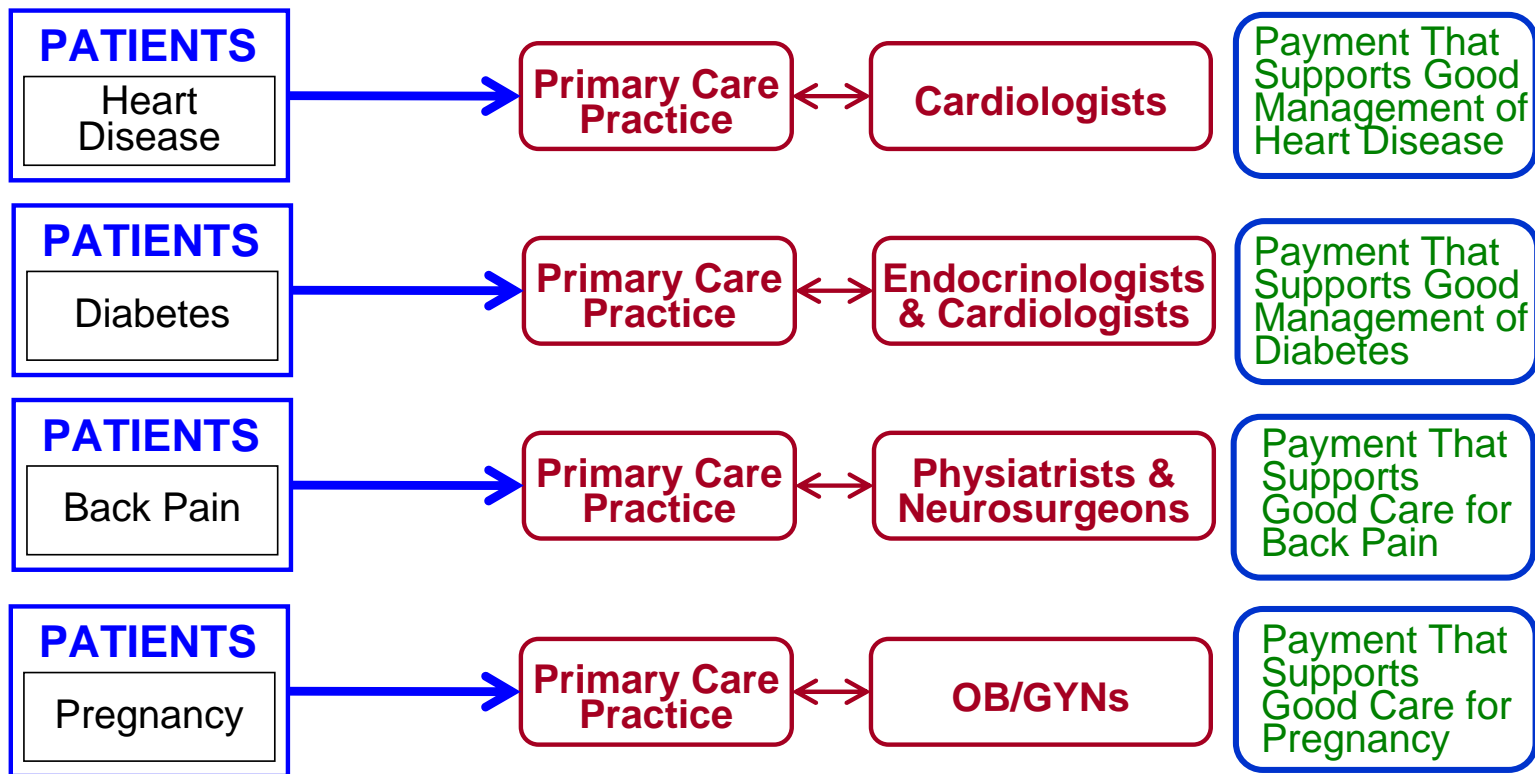 PATIENTS
Heart
Disease
Primary Care
Practice
Cardiologists
Payment That
Supports Good
Management of
Heart Disease
PATIENTS
Diabetes
Primary Care
Practice
Endocrinologists
& Cardiologists
Payment That
Supports Good
Management of
Diabetes
PATIENTS
Back Pain
Primary Care
Practice
Physiatrists &
Neurosurgeons
Payment That
Supports
Good Care for
Back Pain
PATIENTS
Pregnancy
Primary Care
Practice
OB/GYNs
Payment That
Supports
Good Care for
Pregnancy